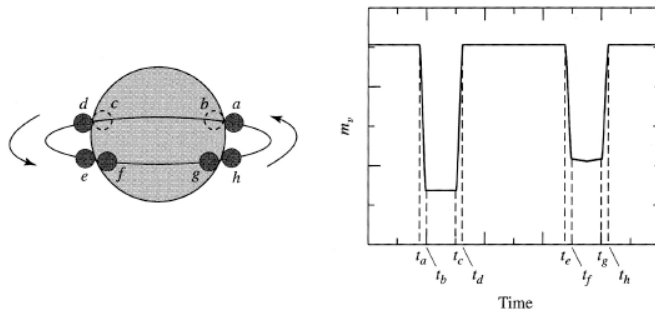 d c b a
e f g h
m_v
t_a t_c t_e t_g
t_b t_d t_f t_h
Time